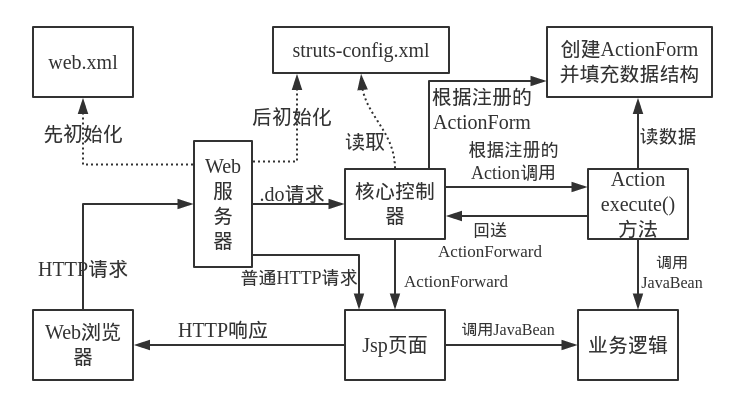 web.xml
struts-config.xml
创建ActionForm
并填充数据结构
先初始化
后初始化
读取
根据注册的
ActionForm
读数据
Web
服
务
器
.do请求
核心控制
器
根据注册的
Action调用
Action
execute()
方法
回送
ActionForward
HTTP请求
普通HTTP请求
ActionForward
调用
JavaBean
Web浏览
器
HTTP响应
Jsp页面
调用JavaBean
业务逻辑